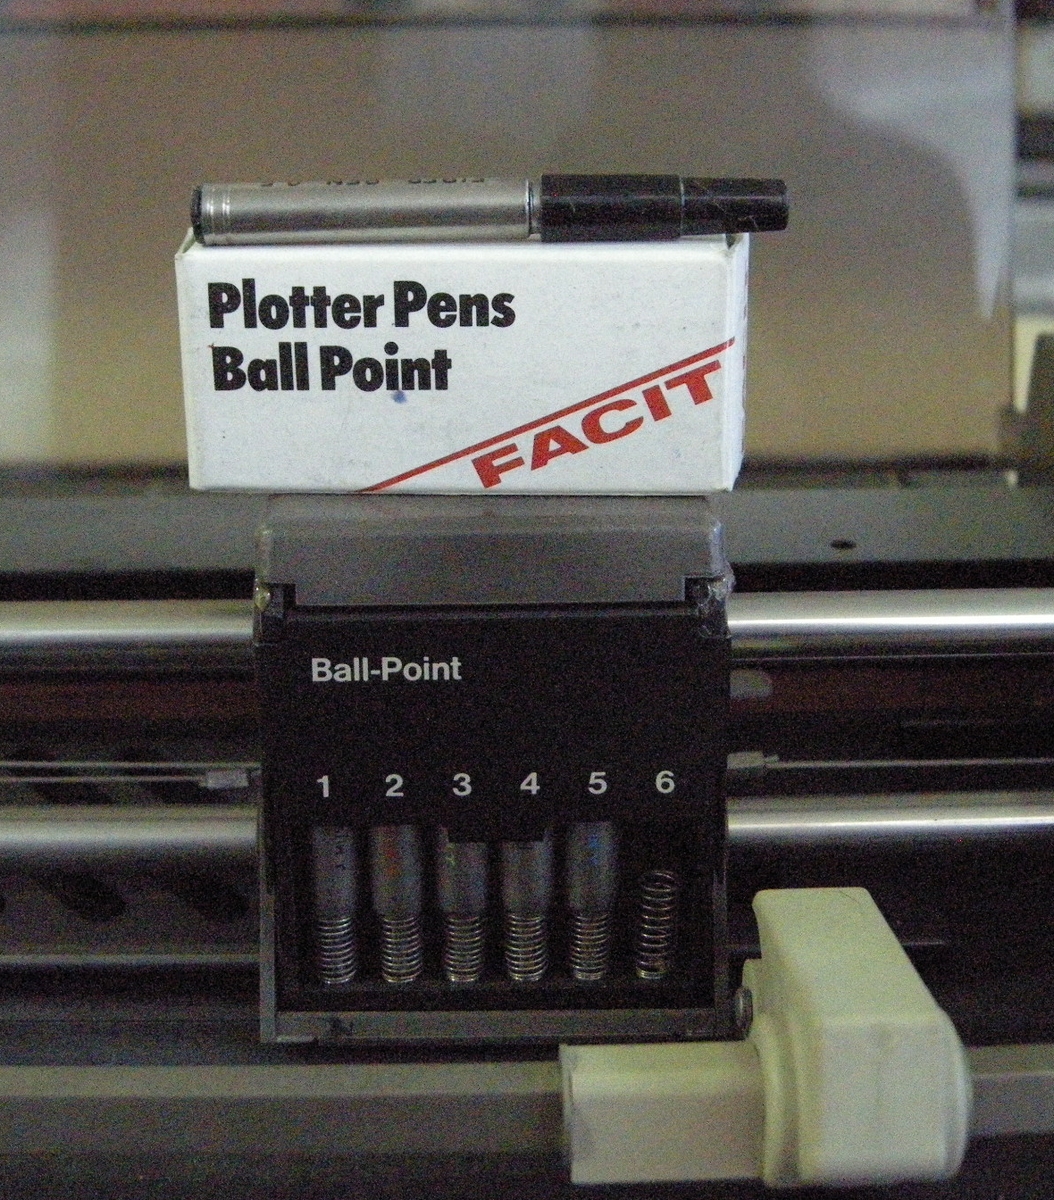 Plotter Pens
Ball Point
FACIT
Ball-Point
1 2 3 4 5 6